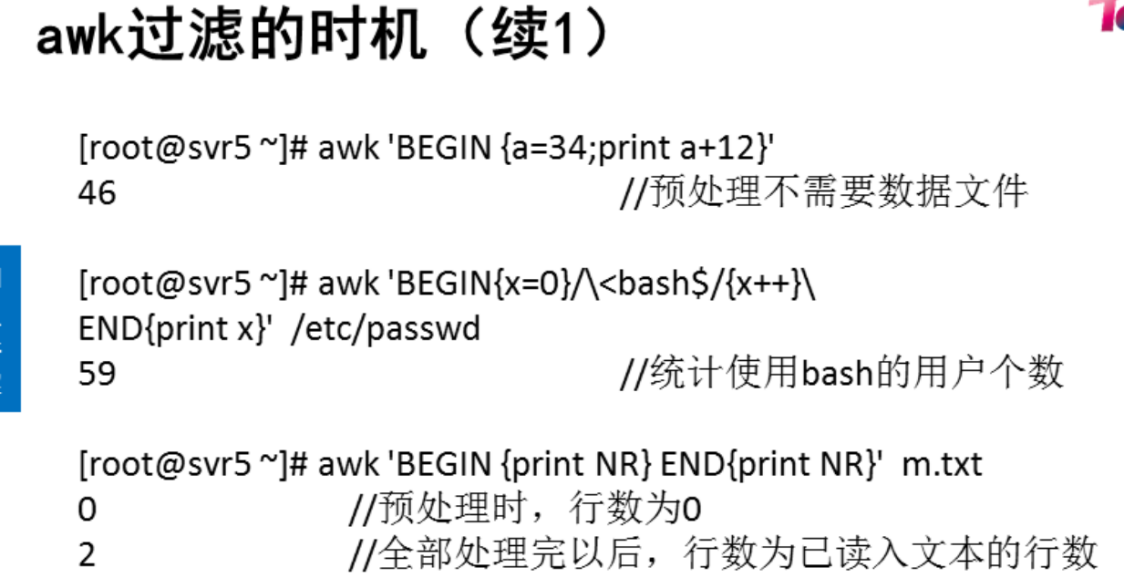 awk过滤的时机（续1）
[root@svr5 ~]# awk 'BEGIN {a=34;print a+12}'
46 //预处理不需要数据文件
[root@svr5 ~]# awk 'BEGIN{x=0}/\<bash$/{x++}\
END{print x}' /etc/passwd
59 //统计使用bash的用户个数
[root@svr5 ~]# awk 'BEGIN {print NR} END{print NR}' m.txt
0 //预处理时，行数为0
2 //全部处理完以后，行数为已读入文本的行数